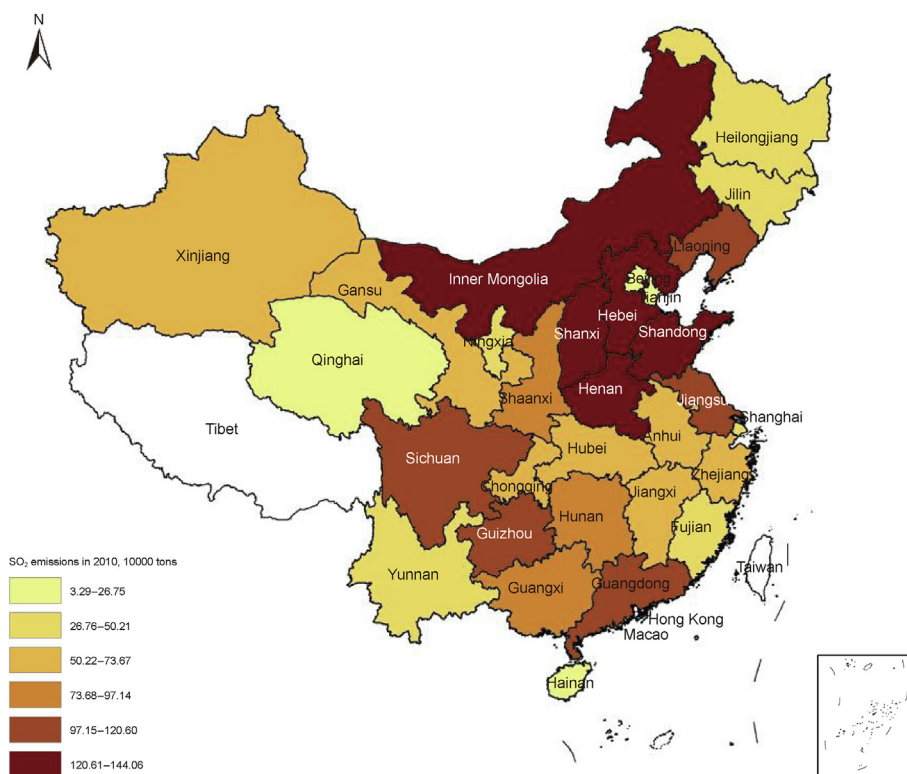 N
Heilongjiang
Jilin
Xinjiang
Liaoning
Inner Mongolia
Beijing
Gansu
Tianjin
Hebei
Shanxi
Shandong
Ningxia
Qinghai
Henan
Shaanxi
Jiangsu
Shanghai
Tibet
Anhui
Hubei
Sichuan
Zhejiang
Chongqing
Jiangxi
Hunan
Guizhou
Fujian
SO₂ emissions in 2010, 10000 tons
Taiwan
Yunnan
Guangdong
Guangxi
3.29–26.75
Hong Kong
26.76–50.21
Macao
50.22–73.67
Hainan
73.68–97.14
97.15–120.60
120.61–144.06